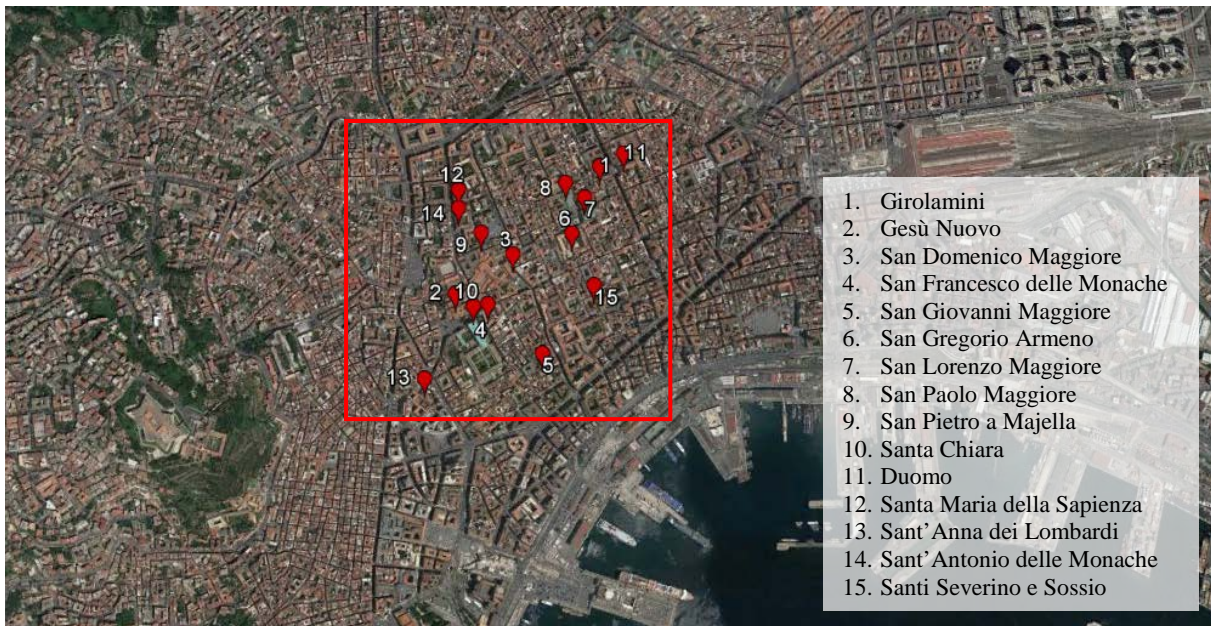 11
1
12
8
7
14
6
9
3
2
10
15
4
5
13
1. Girolamini
2. Gesù Nuovo
3. San Domenico Maggiore
4. San Francesco delle Monache
5. San Giovanni Maggiore
6. San Gregorio Armeno
7. San Lorenzo Maggiore
8. San Paolo Maggiore
9. San Pietro a Majella
10. Santa Chiara
11. Duomo
12. Santa Maria della Sapienza
13. Sant'Anna dei Lombardi
14. Sant'Antonio delle Monache
15. Santi Severino e Sossio